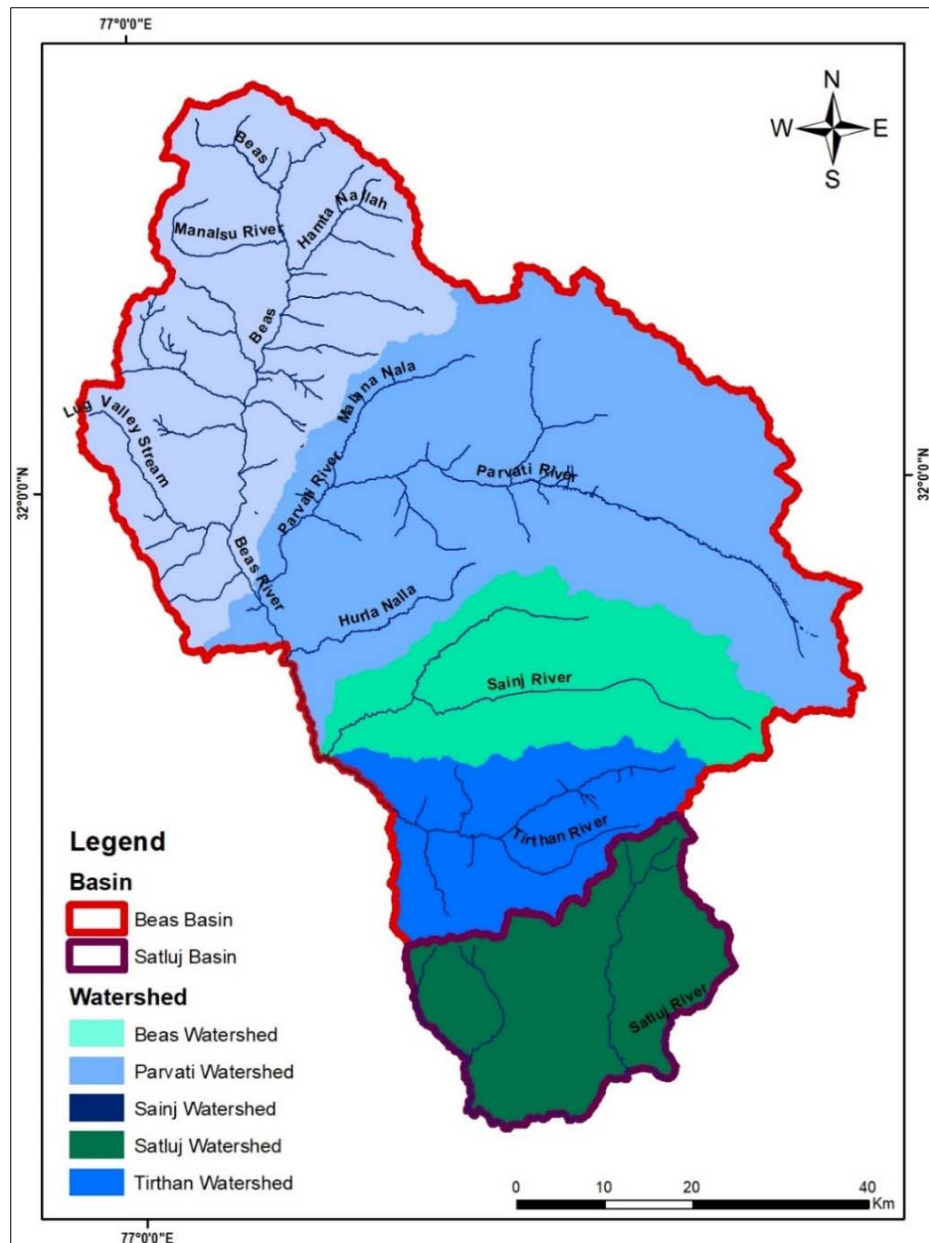 77°0'0"E
N
W E
S
Beas
Hamta Nallah
Manalsu River
Beas
Malana Nala
Lug Valley Stream
Parvati River
Parvati River
32°0'0"N
32°0'0"N
Beas River
Hurla Nalla
Sainj River
Tirthan River
Satluj River
Legend
Basin
Beas Basin
Satluj Basin
Watershed
Beas Watershed
Parvati Watershed
Sainj Watershed
Satluj Watershed
Tirthan Watershed
0 10 20 40
Km
77°0'0"E